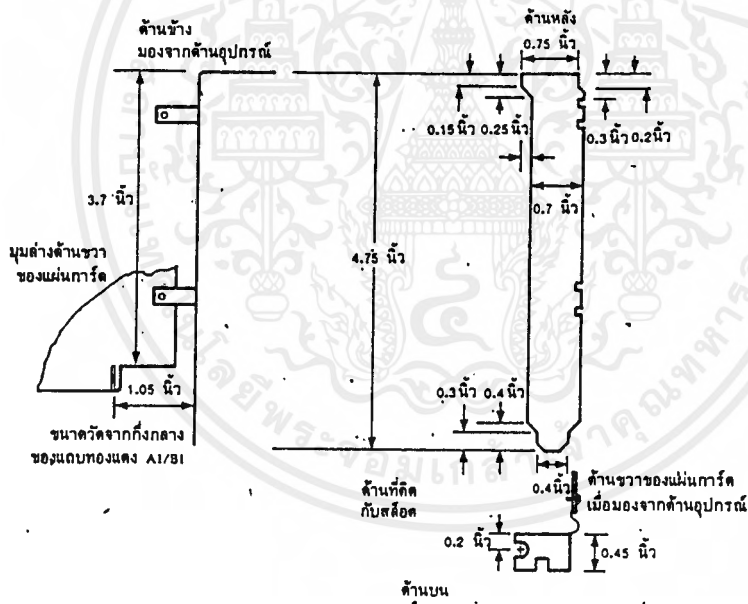 ด้านข้าง
มองจากด้านอุปกรณ์
ด้านหลัง
0.75 นิ้ว
0.15 นิ้ว 0.25 นิ้ว
0.3 นิ้ว 0.2 นิ้ว
3.7 นิ้ว
0.7 นิ้ว
มุมล่างด้านขวา
ของแผ่นการ์ด
4.75 นิ้ว
1.05 นิ้ว
0.3 นิ้ว 0.4 นิ้ว
ขนาดวัดจากกึ่งกลาง
ของแถบทองแดง A1/B1
ด้านที่ติด
กับสล็อต
0.4 นิ้ว
ด้านขวาของแผ่นการ์ด
เมื่อมองจากด้านอุปกรณ์
0.2 นิ้ว
0.45 นิ้ว
ด้านบน